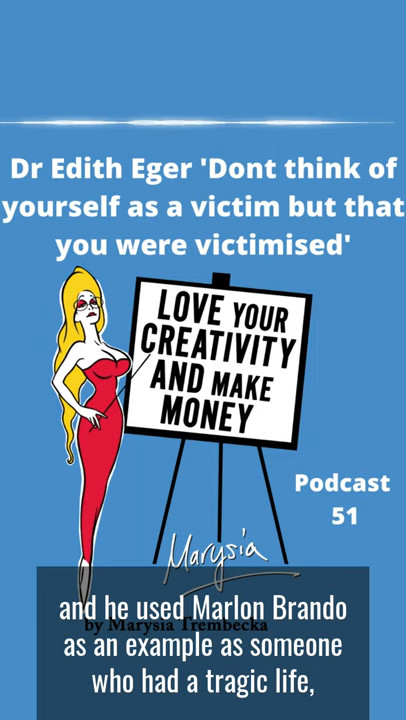 Dr Edith Eger 'Dont think of
yourself as a victim but that
you were victimised'
LOVE YOUR
CREATIVITY
AND MAKE
MONEY
Podcast
51
Marysia
by Marysia Trembecka
and he used Marlon Brando
as an example as someone
who had a tragic life,